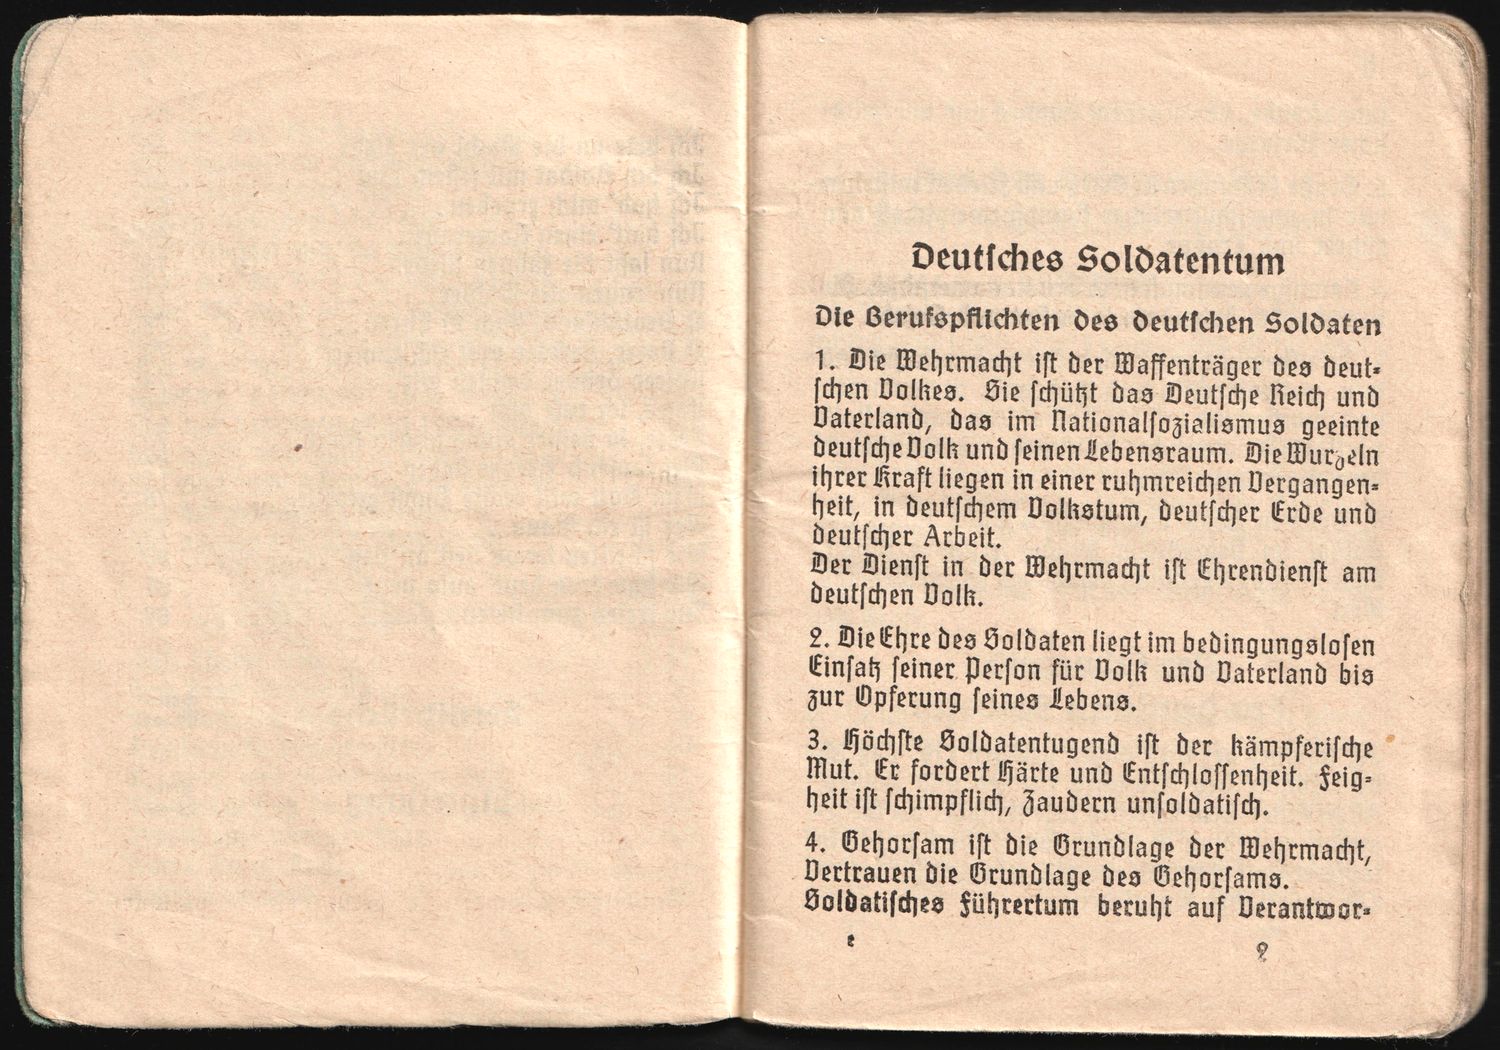 Deutsches Soldatentum
Die Berufspflichten des deutschen Soldaten
1. Die Wehrmacht ist der Waffenträger des deut-
schen Volkes. Sie schützt das Deutsche Reich und
Vaterland, das im Nationalsozialismus geeinte
deutsche Volk und seinen Lebensraum. Die Wurzeln
ihrer Kraft liegen in einer ruhmreichen Vergangen-
heit, in deutschem Volkstum, deutscher Erde und
deutscher Arbeit.
Der Dienst in der Wehrmacht ist Ehrendienst am
deutschen Volk.
2. Die Ehre des Soldaten liegt im bedingungslosen
Einsatz seiner Person für Volk und Vaterland bis
zur Opferung seines Lebens.
3. Höchste Soldatentugend ist der kämpferische
Mut. Er fordert Härte und Entschlossenheit. Feig-
heit ist schimpflich, Zaudern unsoldatisch.
4. Gehorsam ist die Grundlage der Wehrmacht,
Vertrauen die Grundlage des Gehorsams.
Soldatisches Führertum beruht auf Verantwor-